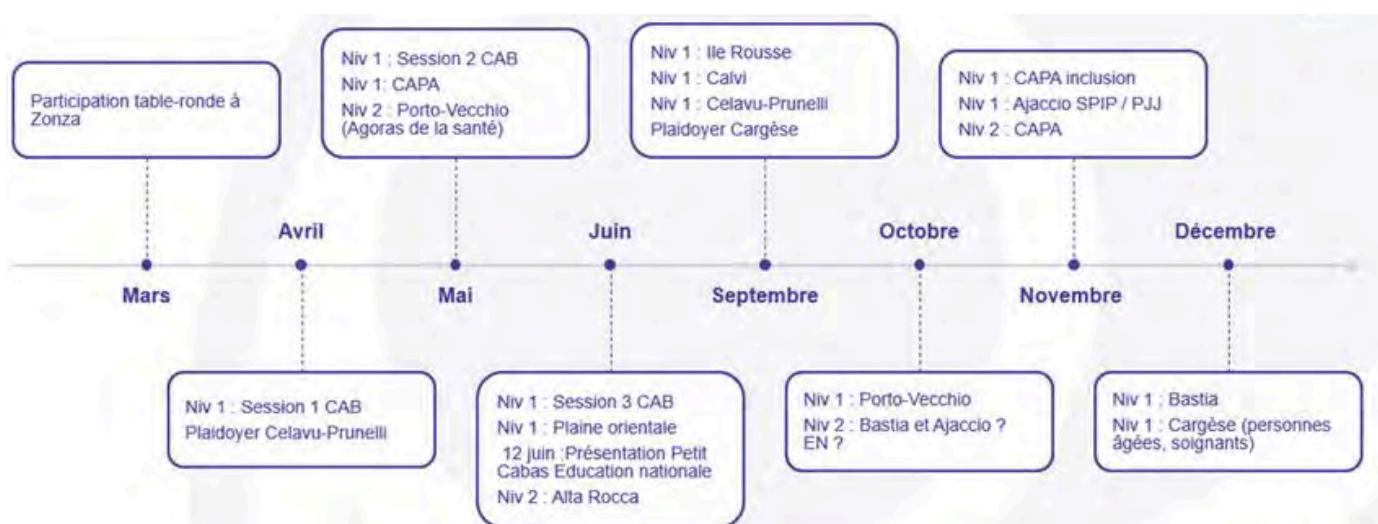 Participation table-ronde à
Zonza
Niv 1 : Session 2 CAB
Niv 1: CAPA
Niv 2 : Porto-Vecchio
(Agoras de la santé)
Niv 1 : Ile Rousse
Niv 1 : Calvi
Niv 1 : Celavu-Prunelli
Plaidoyer Cargèse
Niv 1 : CAPA inclusion
Niv 1 : Ajaccio SPIP / PJJ
Niv 2 : CAPA
Avril
Juin
Octobre
Décembre
Mars
Mai
Septembre
Novembre
Niv 1 : Session 1 CAB
Plaidoyer Celavu-Prunelli
Niv 1 : Session 3 CAB
Niv 1 : Plaine orientale
12 juin :Présentation Petit
Cabas Education nationale
Niv 2 : Alta Rocca
Niv 1 : Porto-Vecchio
Niv 2 : Bastia et Ajaccio ?
EN ?
Niv 1 : Bastia
Niv 1 : Cargèse (personnes
âgées, soignants)